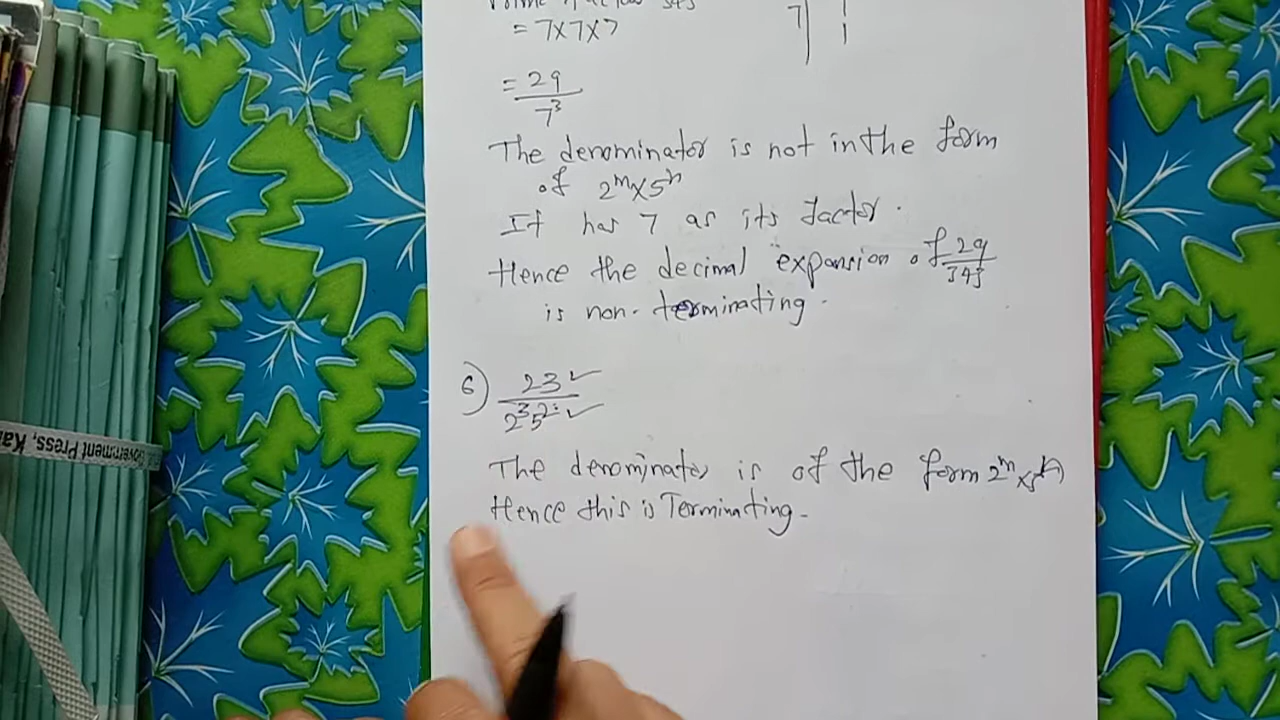 = 7×7×7
7
= 29/7³
The denominator is not in the form
of 2ᵐ×5ⁿ
It has 7 as its factor.
Hence the decimal expansion of 29/343
is non-terminating.
6) 23/2³5²
The denominator is of the form 2ᵐ×5ⁿ
Hence this is Terminating.
Government Press, Ka